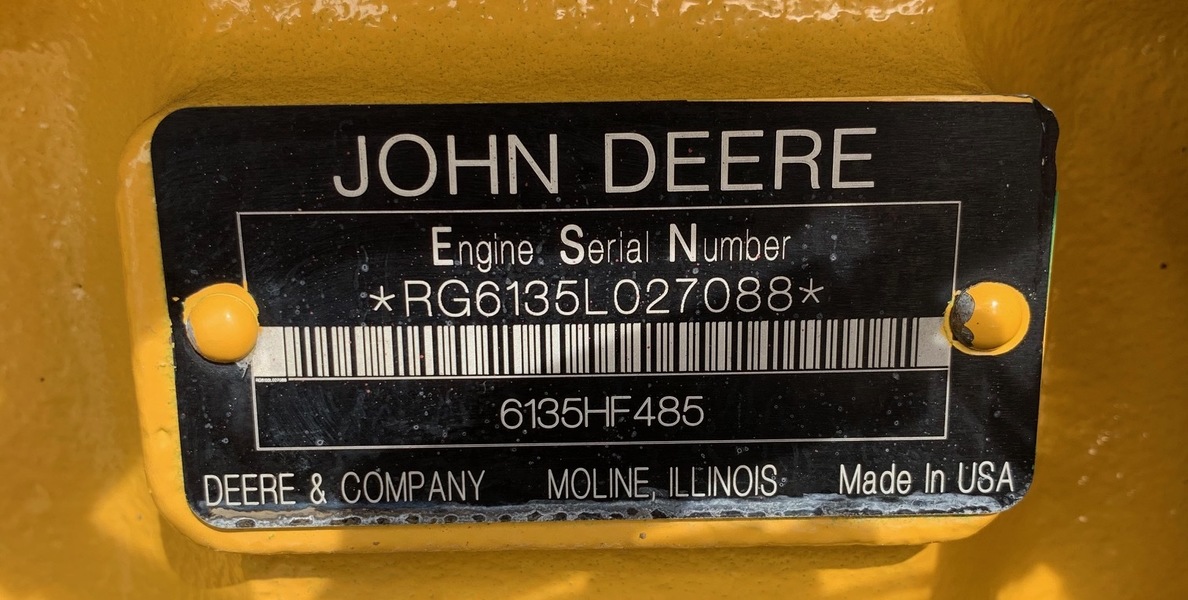 JOHN DEERE
Engine Serial Number
*RG6135L027088*
6135HF485
DEERE & COMPANY MOLINE, ILLINOIS Made In USA